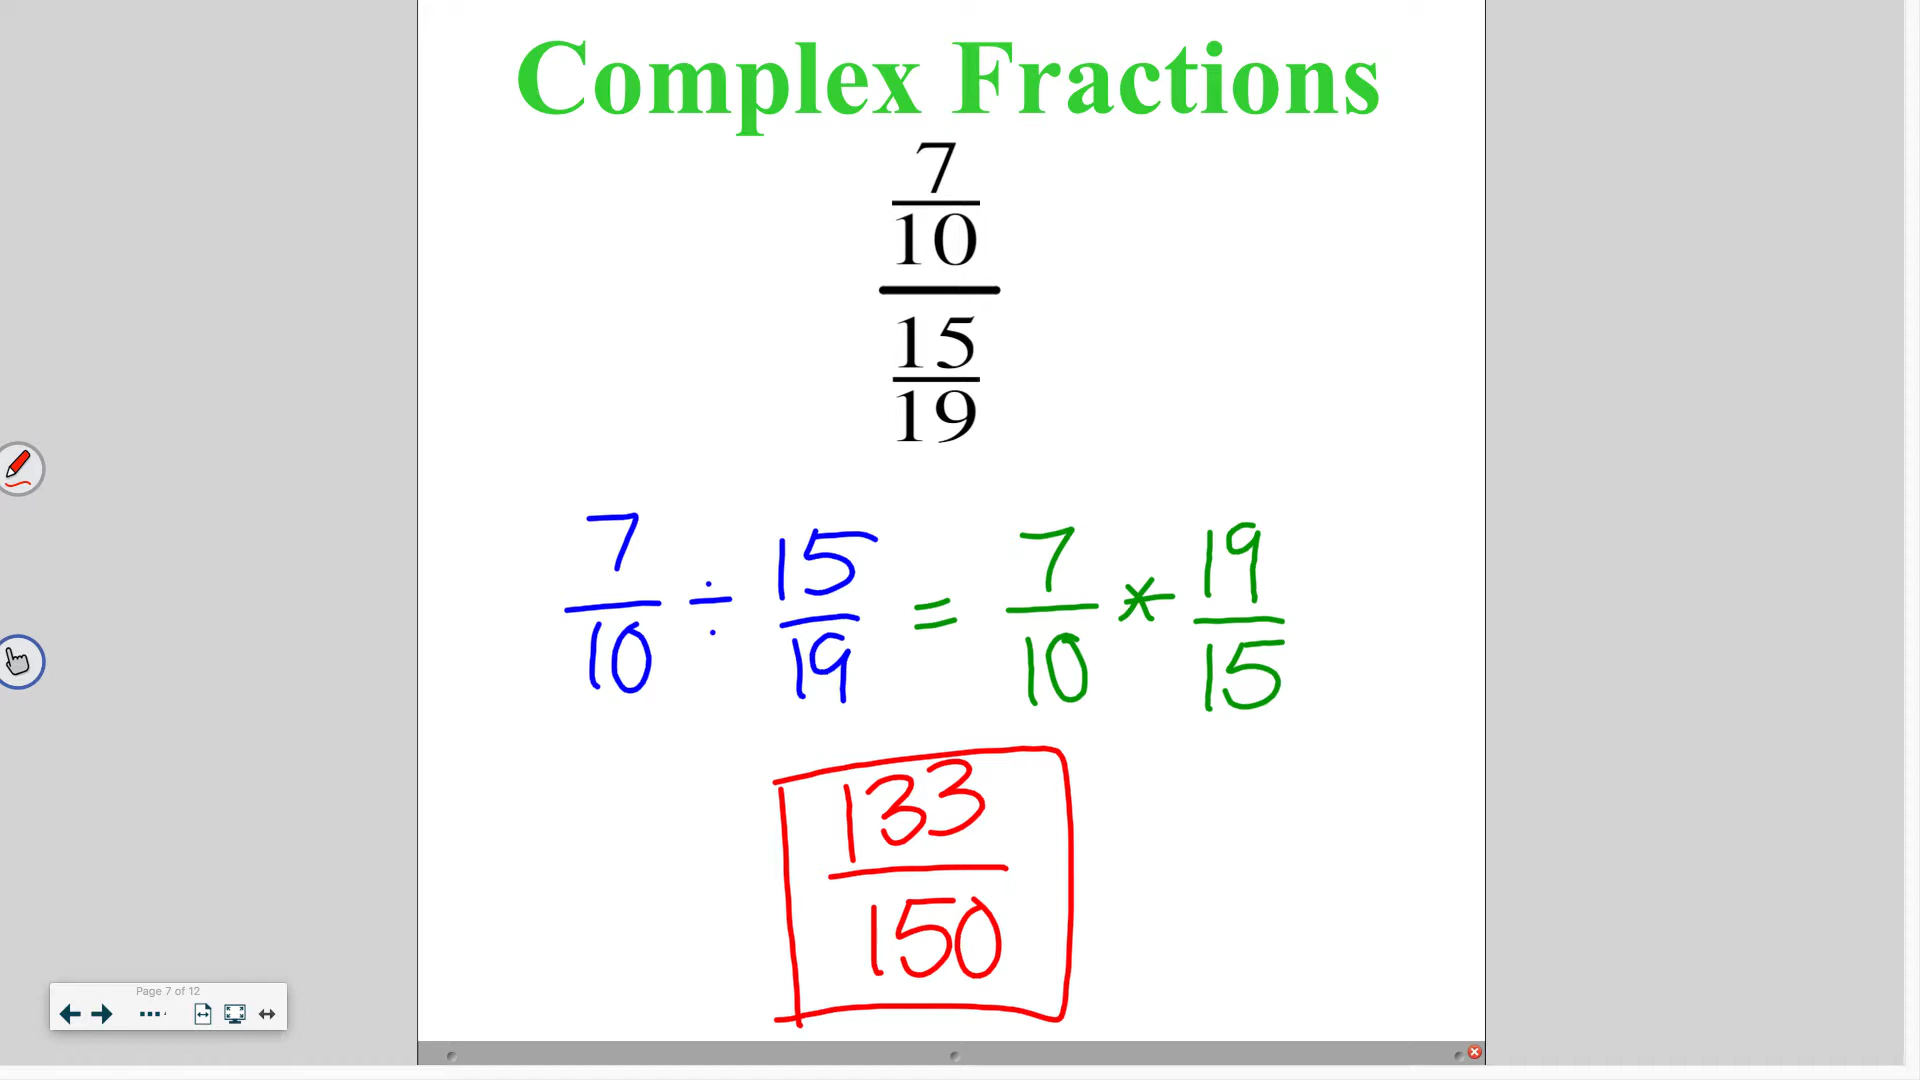 Complex Fractions
7
10
15
19
7/10 ÷ 15/19 = 7/10 * 19/15
133
150
Page 7 of 12